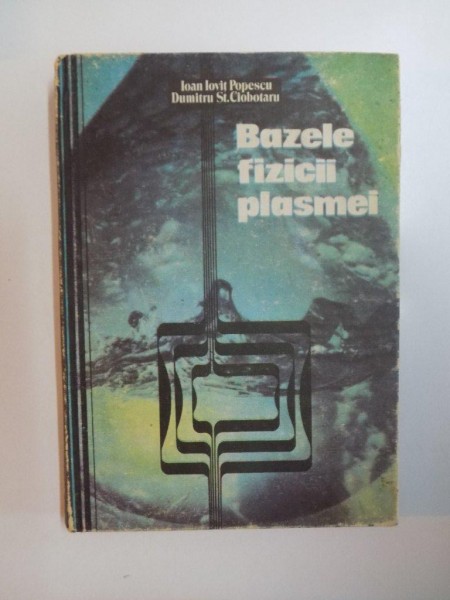 Ioan Iovit Popescu
Dumitru St.Ciobotaru
Bazele
fizicii
plasmei